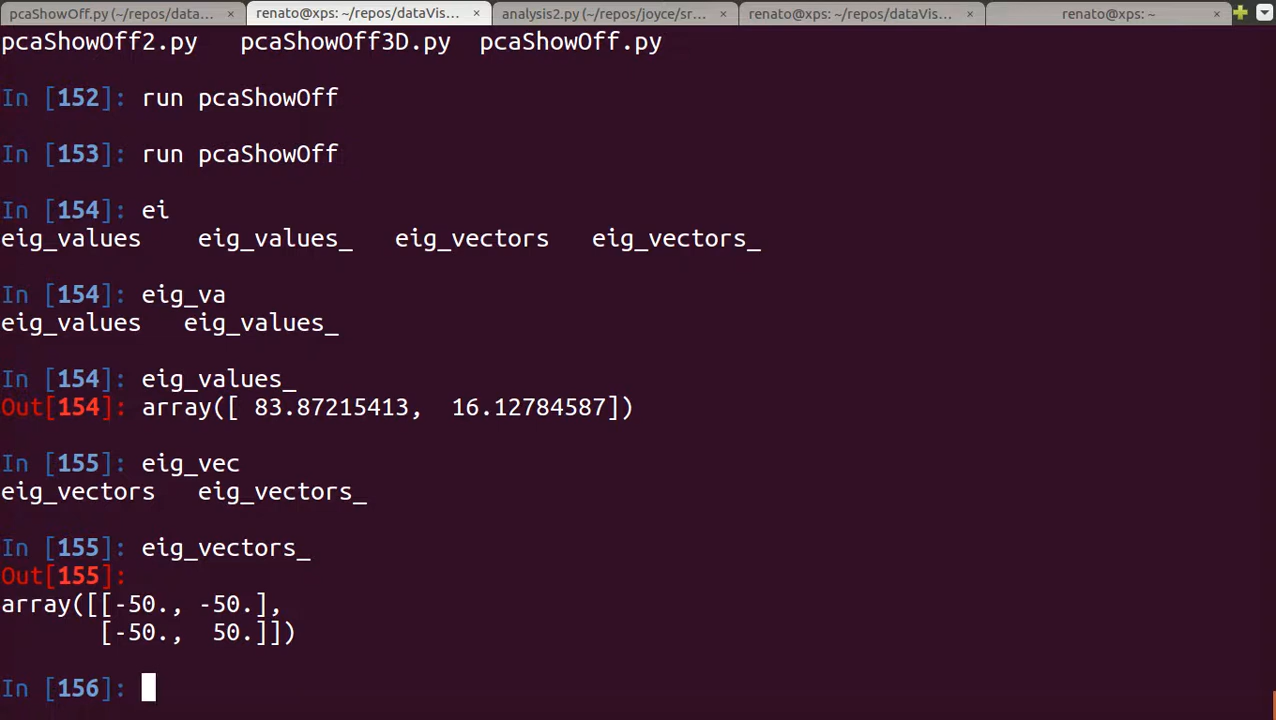 pcaShowOff.py (~/repos/data... × renato@xps: ~/repos/dataVis... × analysis2.py (~/repos/joyce/sr... × renato@xps: ~/repos/dataVis... × renato@xps: ~ ×
pcaShowOff2.py   pcaShowOff3D.py  pcaShowOff.py
In [152]: run pcaShowOff
In [153]: run pcaShowOff
In [154]: ei
eig_values    eig_values_   eig_vectors   eig_vectors_
In [154]: eig_va
eig_values   eig_values_
In [154]: eig_values_
Out[154]: array([ 83.87215413,  16.12784587])
In [155]: eig_vec
eig_vectors   eig_vectors_
In [155]: eig_vectors_
Out[155]:
array([[-50., -50.],
       [-50.,  50.]])
In [156]: